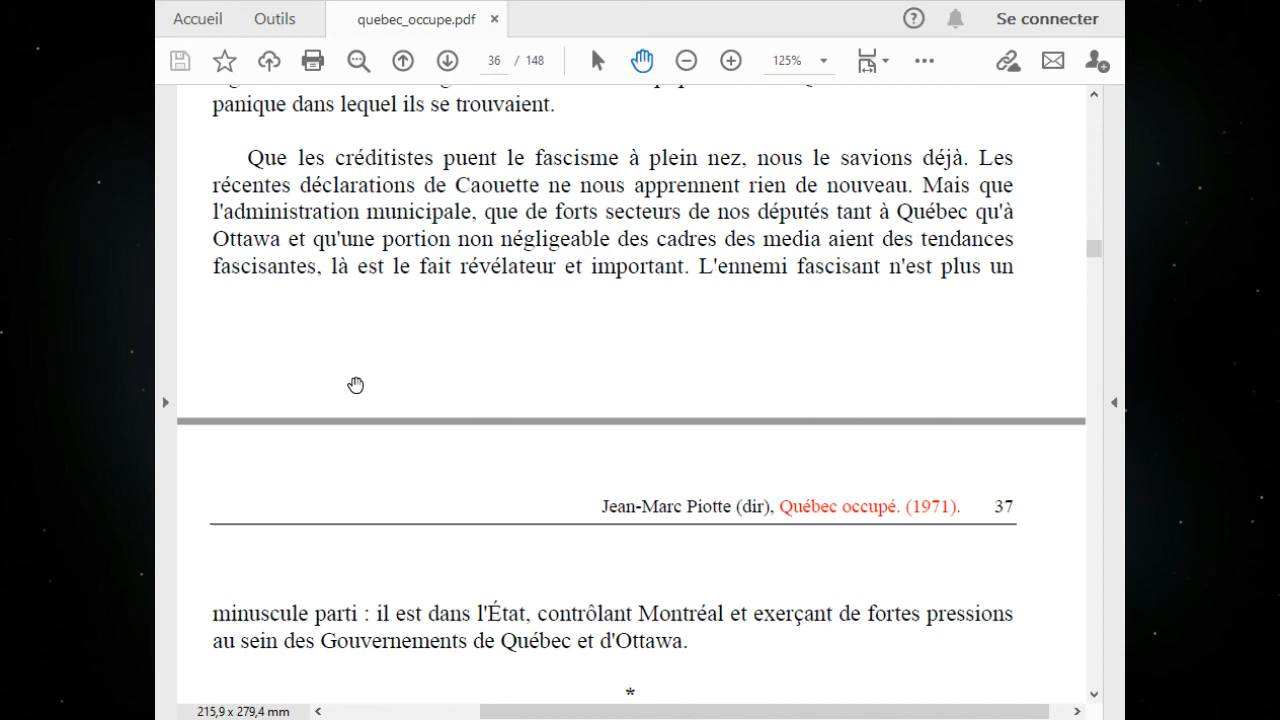 Accueil Outils quebec_occupe.pdf × Se connecter
36 / 148 125%
panique dans lequel ils se trouvaient.
Que les créditistes puent le fascisme à plein nez, nous le savions déjà. Les
récentes déclarations de Caouette ne nous apprennent rien de nouveau. Mais que
l'administration municipale, que de forts secteurs de nos députés tant à Québec qu'à
Ottawa et qu'une portion non négligeable des cadres des media aient des tendances
fascisantes, là est le fait révélateur et important. L'ennemi fascisant n'est plus un
Jean-Marc Piotte (dir), Québec occupé. (1971). 37
minuscule parti : il est dans l'État, contrôlant Montréal et exerçant de fortes pressions
au sein des Gouvernements de Québec et d'Ottawa.
*
215,9 x 279,4 mm